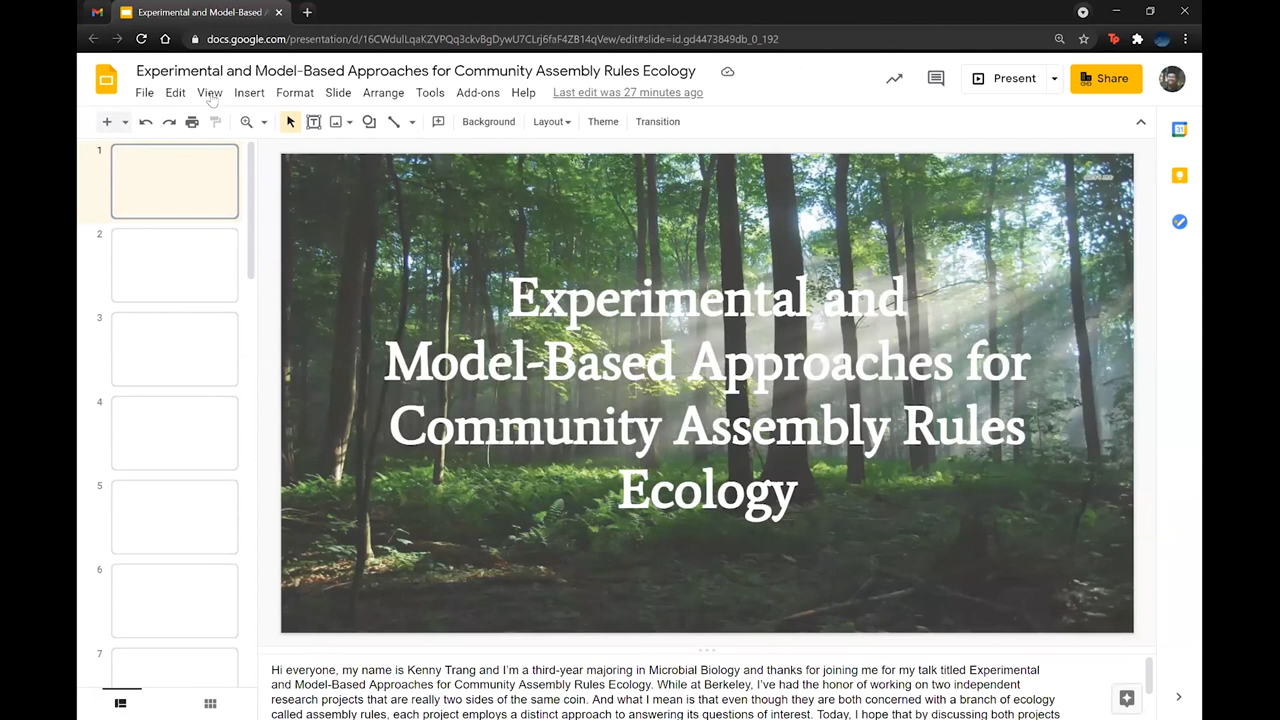 Experimental and Model-Based A
docs.google.com/presentation/d/16CWdulLqaKZVPQq3ckvBgDywU7CLrj6faF4ZB14qVew/edit#slide=id.gd4473849db_0_192
Experimental and Model-Based Approaches for Community Assembly Rules Ecology
Present
Share
File Edit View Insert Format Slide Arrange Tools Add-ons Help Last edit was 27 minutes ago
Background Layout Theme Transition
1
2
3
4
5
6
7
Experimental and
Model-Based Approaches for
Community Assembly Rules
Ecology
Hi everyone, my name is Kenny Trang and I'm a third-year majoring in Microbial Biology and thanks for joining me for my talk titled Experimental
and Model-Based Approaches for Community Assembly Rules Ecology. While at Berkeley, I've had the honor of working on two independent
research projects that are really two sides of the same coin. And what I mean is that even though they are both concerned with a branch of ecology
called assembly rules, each project employs a distinct approach to answering its questions of interest. Today, I hope that by discussing both projects